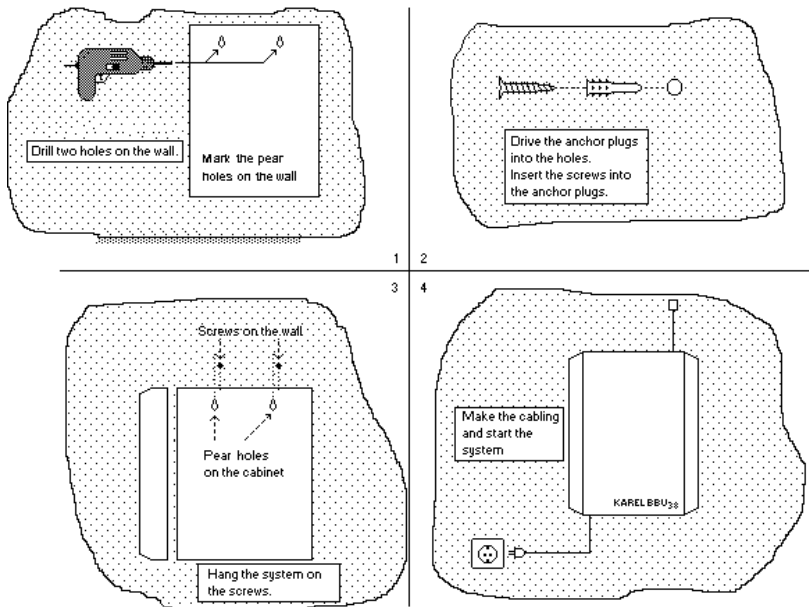 Drill two holes on the wall.
Mark the pear
holes on the wall
1
2
Drive the anchor plugs
into the holes.
Insert the screws into
the anchor plugs.
3
4
Screws on the wall
Pear holes
on the cabinet
Hang the system on
the screws.
Make the cabling
and start the
system
KAREL BBU38